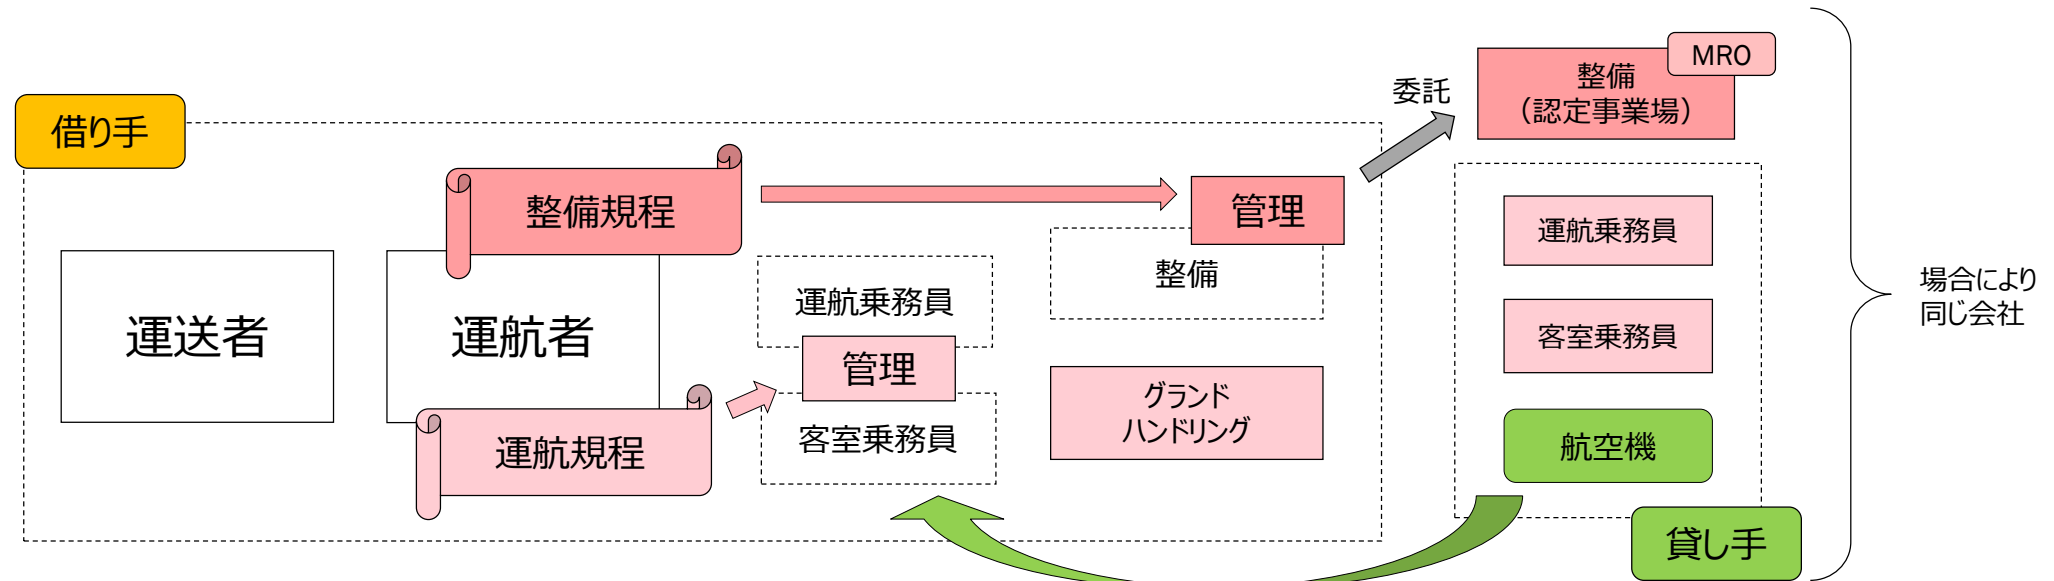 借り手
運送者
運航者
整備規程
運航規程
運航乗務員
管理
客室乗務員
管理
整備
グランド
ハンドリング
委託
整備
（認定事業場）
MRO
運航乗務員
客室乗務員
航空機
貸し手
場合により
同じ会社